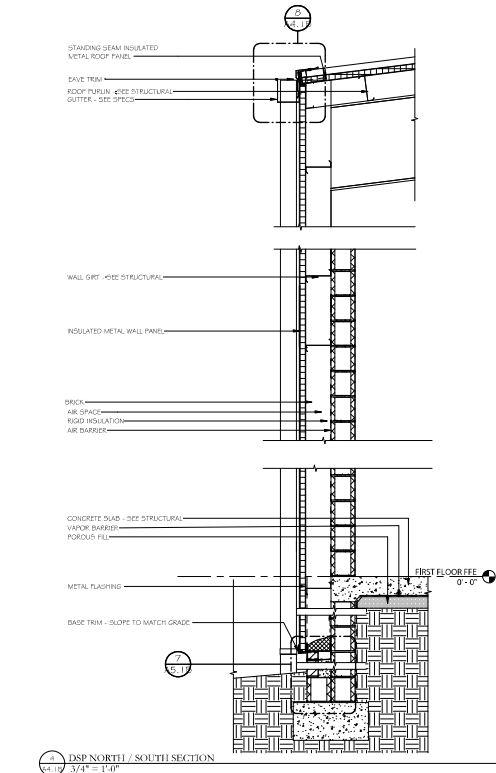 8
A4.1B
STANDING SEAM INSULATED
METAL ROOF PANEL
EAVE TRIM
ROOF PURLIN - SEE STRUCTURAL
GUTTER - SEE SPECS
WALL GIRT - SEE STRUCTURAL
INSULATED METAL WALL PANEL
BRICK
AIR SPACE
RIGID INSULATION
AIR BARRIER
CONCRETE SLAB - SEE STRUCTURAL
VAPOR BARRIER
POROUS FILL
FIRST FLOOR FFE
0' - 0"
METAL FLASHING
BASE TRIM - SLOPE TO MATCH GRADE
7
A5.1B
4
A4.1B
DSP NORTH / SOUTH SECTION
3/4" = 1'-0"